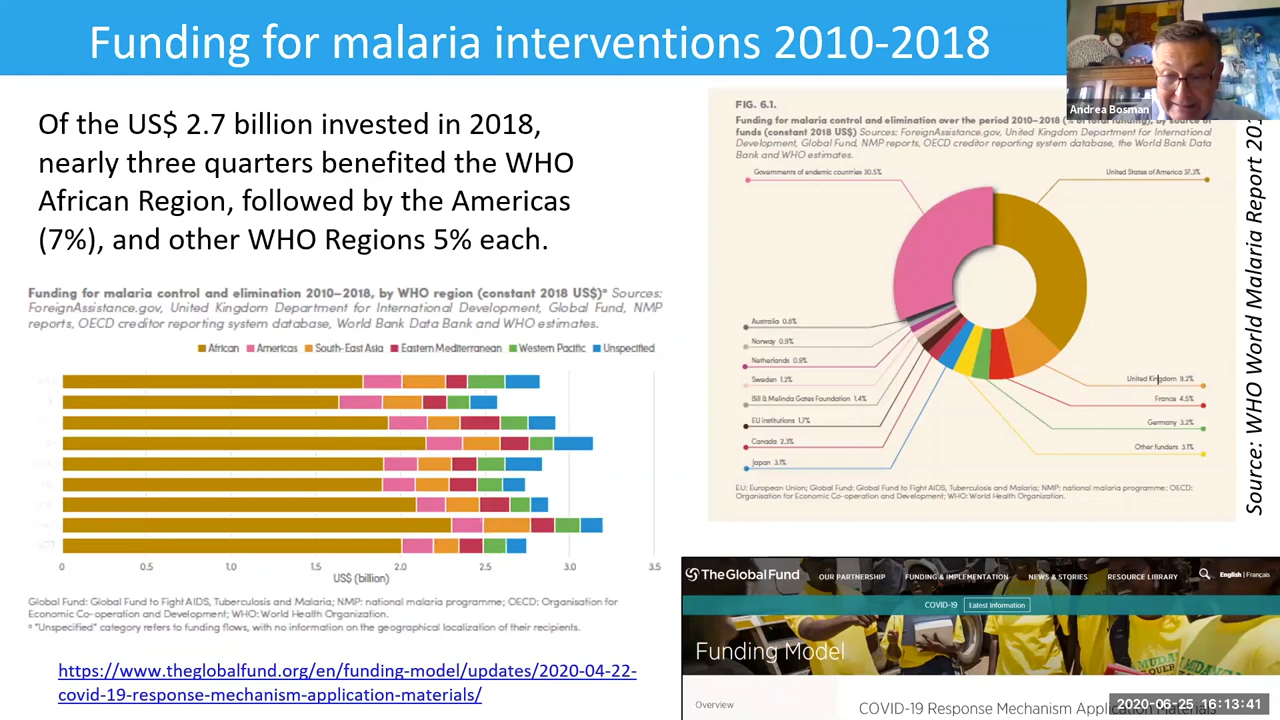 Funding for malaria interventions 2010-2018
Andrea Bosman
Of the US$ 2.7 billion invested in 2018,
nearly three quarters benefited the WHO
African Region, followed by the Americas
(7%), and other WHO Regions 5% each.
Funding for malaria control and elimination 2010–2018, by WHO region (constant 2018 US$)ᵃ Sources:
ForeignAssistance.gov, United Kingdom Department for International Development, Global Fund, NMP
reports, OECD creditor reporting system database, World Bank Data Bank and WHO estimates.
African Americas South-East Asia Eastern Mediterranean Western Pacific Unspecified
0 0.5 1.0 1.5 2.0 2.5 3.0 3.5
US$ (billion)
Global Fund: Global Fund to Fight AIDS, Tuberculosis and Malaria; NMP: national malaria programme; OECD: Organisation for
Economic Co-operation and Development; WHO: World Health Organization.
ᵃ "Unspecified" category refers to funding flows, with no information on the geographical localization of their recipients.
https://www.theglobalfund.org/en/funding-model/updates/2020-04-22-
covid-19-response-mechanism-application-materials/
FIG. 6.1.
Funding for malaria control and elimination over the period 2010–2018 (% of total funding), by source of
funds (constant 2018 US$) Sources: ForeignAssistance.gov, United Kingdom Department for International
Development, Global Fund, NMP reports, OECD creditor reporting system database, the World Bank Data
Bank and WHO estimates.
Governments of endemic countries 30.5%
United States of America 37.3%
Australia 0.8%
Norway 0.9%
Netherlands 0.9%
Sweden 1.2%
Bill & Melinda Gates Foundation 1.4%
EU institutions 1.7%
Canada 2.3%
Japan 3.1%
United Kingdom 9.2%
France 4.5%
Germany 3.2%
Other funders 3.1%
EU: European Union; Global Fund: Global Fund to Fight AIDS, Tuberculosis and Malaria; NMP: national malaria programme; OECD:
Organisation for Economic Co-operation and Development; WHO: World Health Organization.
Source: WHO World Malaria Report 201
The Global Fund
OUR PARTNERSHIP FUNDING & IMPLEMENTATION NEWS & STORIES RESOURCE LIBRARY English | Français
COVID-19 Latest Information
Funding Model
Overview
COVID-19 Response Mechanism Application Materials
2020-06-25 16:13:41